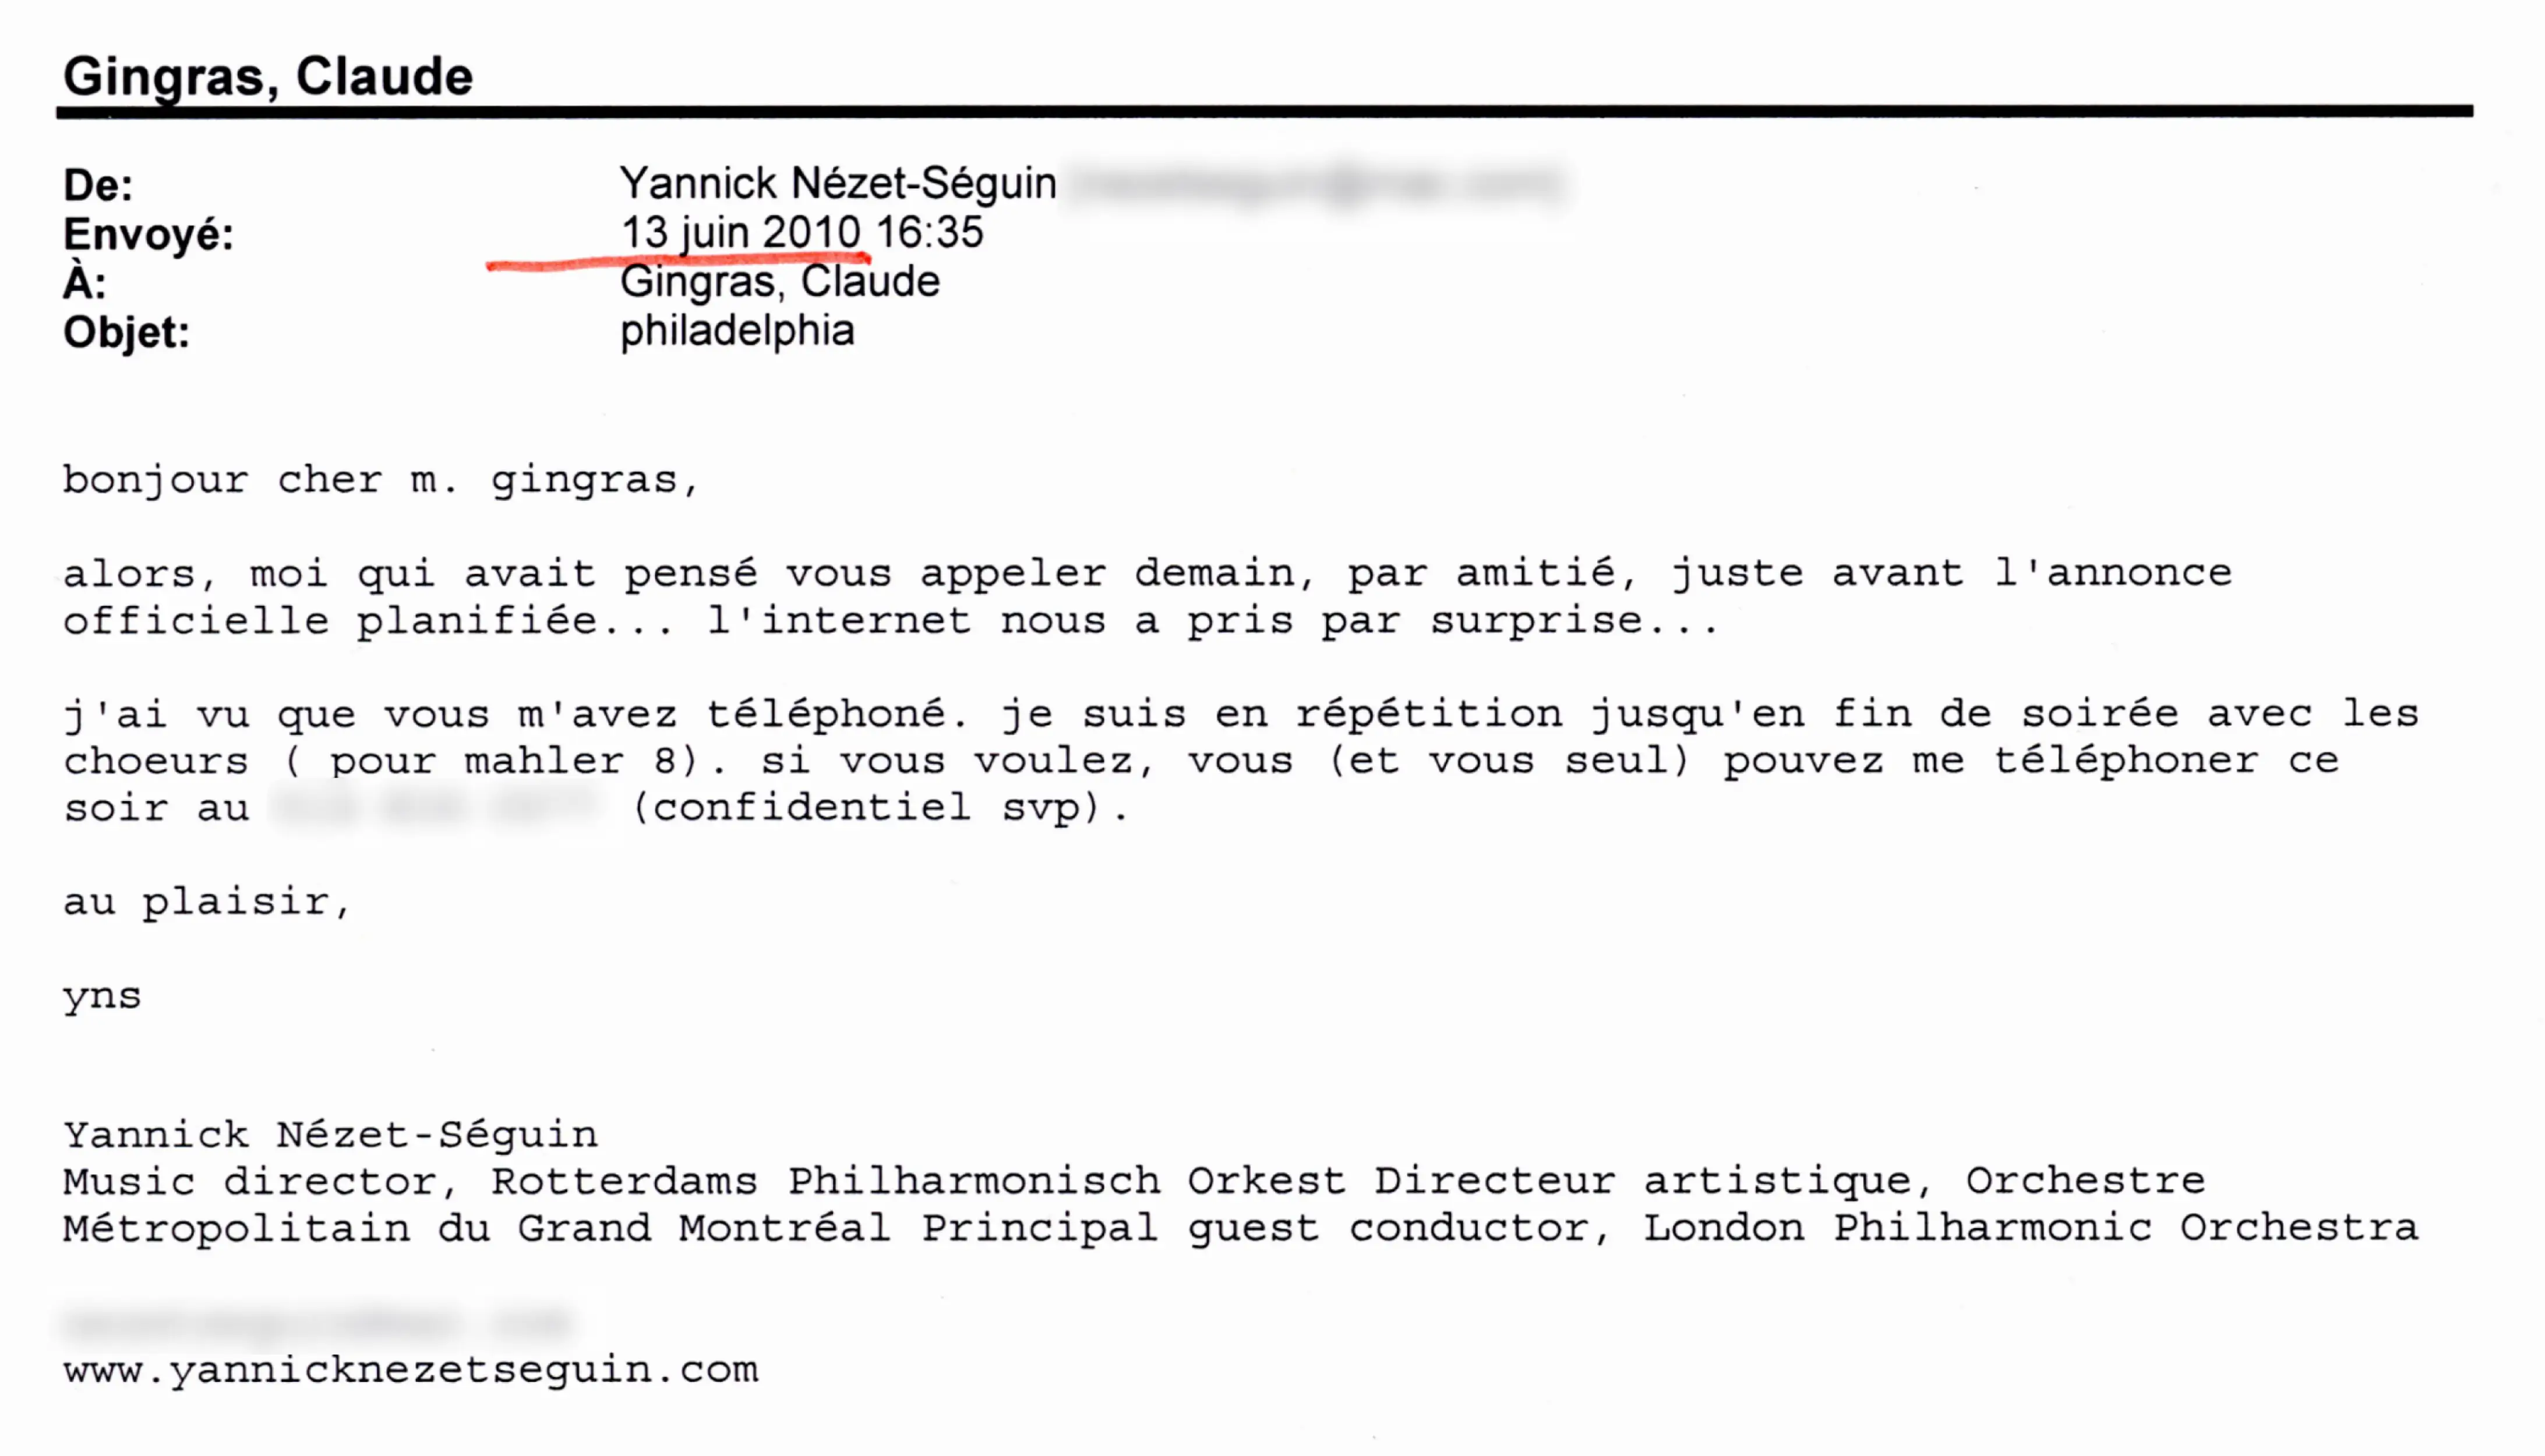 Gingras, Claude
De: Yannick Nézet-Séguin
Envoyé: 13 juin 2010 16:35
À: Gingras, Claude
Objet: philadelphia
bonjour cher m. gingras,
alors, moi qui avait pensé vous appeler demain, par amitié, juste avant l'annonce
officielle planifiée... l'internet nous a pris par surprise...
j'ai vu que vous m'avez téléphoné. je suis en répétition jusqu'en fin de soirée avec les
choeurs ( pour mahler 8). si vous voulez, vous (et vous seul) pouvez me téléphoner ce
soir au (confidentiel svp).
au plaisir,
yns
Yannick Nézet-Séguin
Music director, Rotterdams Philharmonisch Orkest Directeur artistique, Orchestre
Métropolitain du Grand Montréal Principal guest conductor, London Philharmonic Orchestra
www.yannicknezetseguin.com